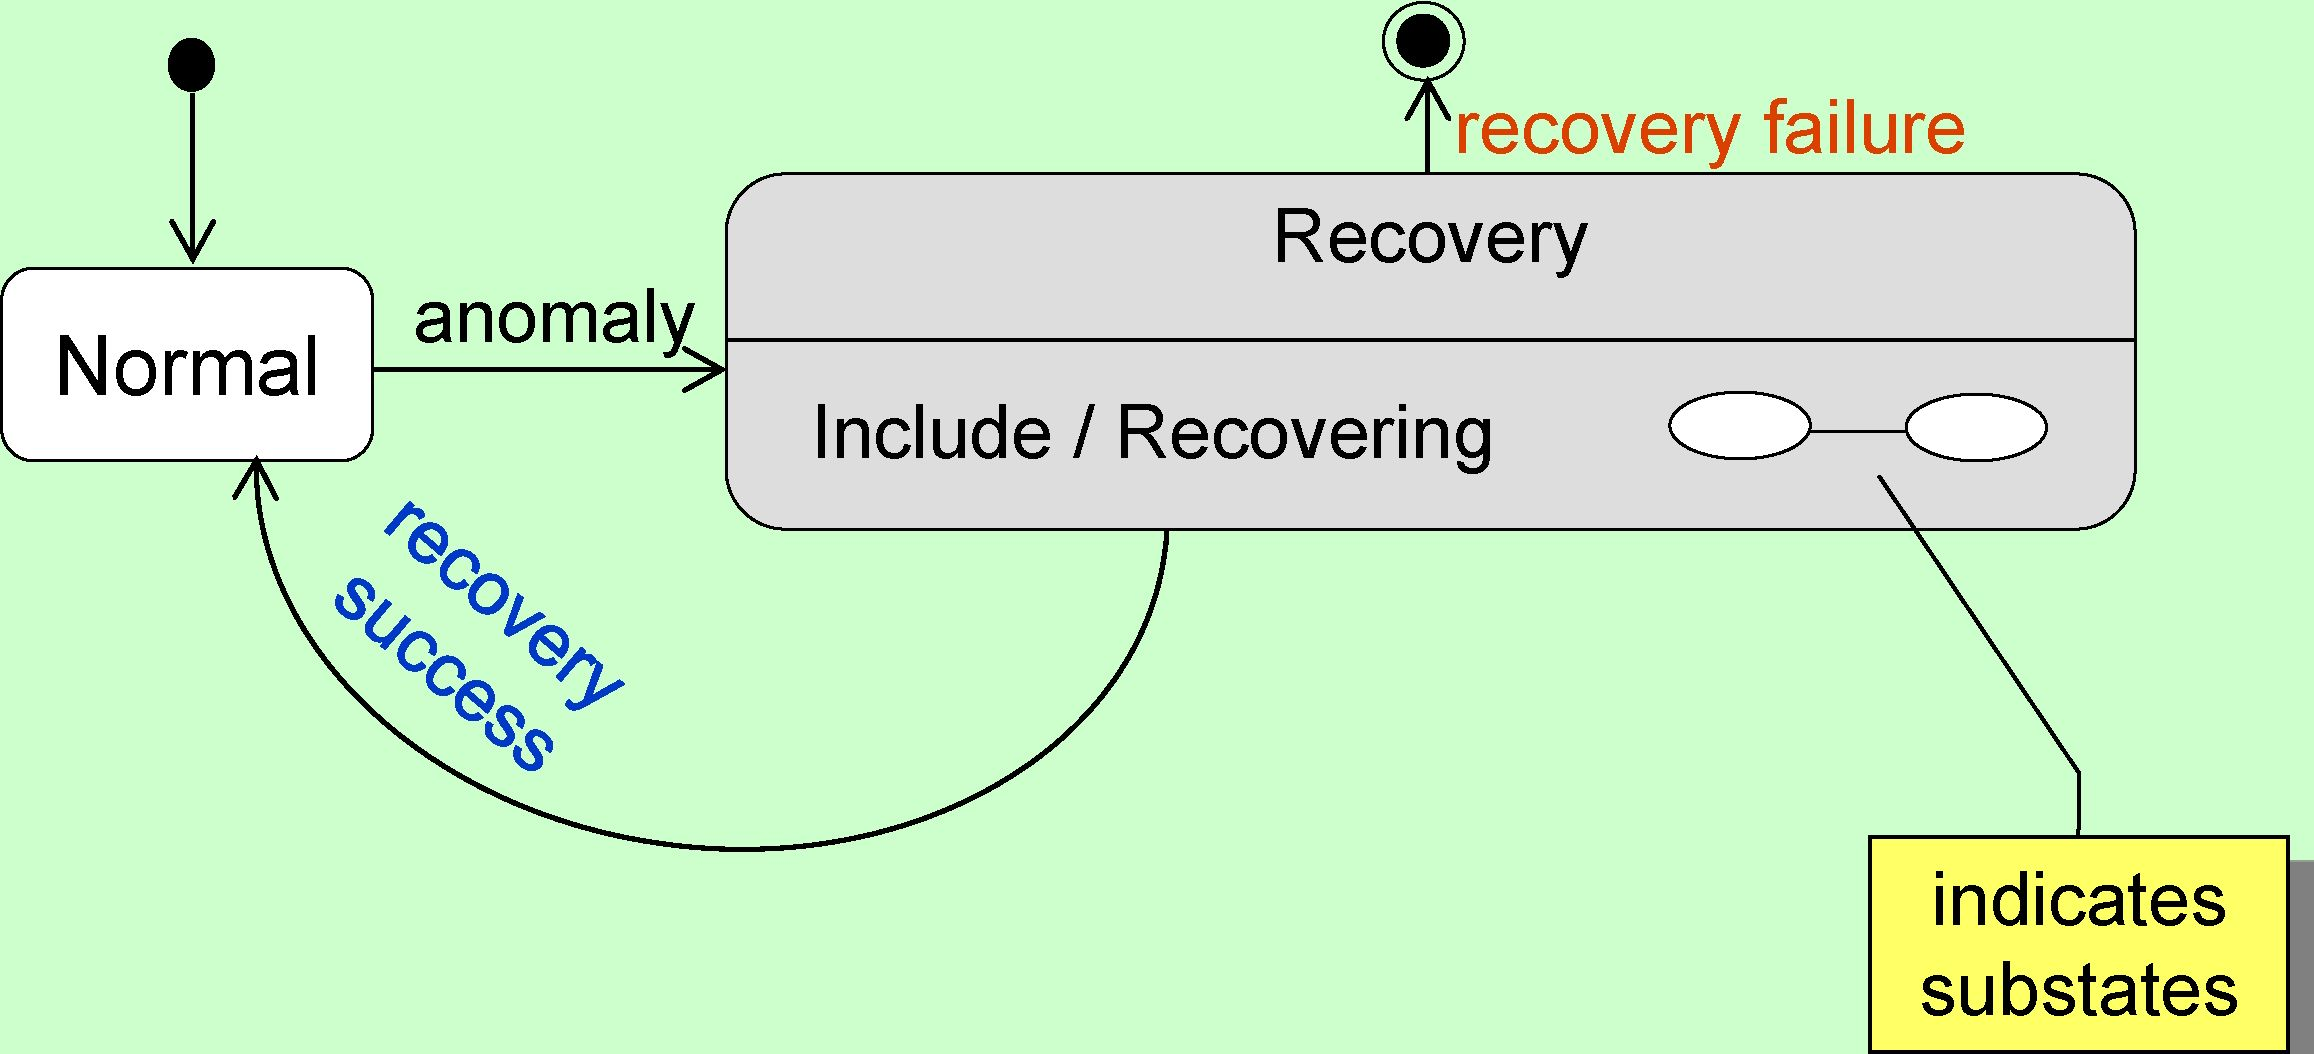 recovery failure
Recovery
anomaly
Normal
Include / Recovering
recovery
success
indicates
substates